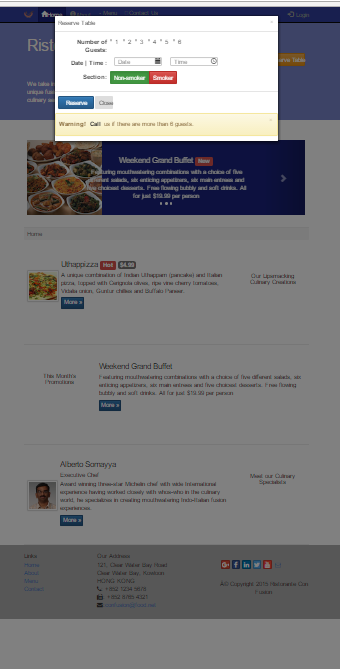 Home
Menu
Contact Us
Login
Reserve Table ×
Number of Guests: 1 2 3 4 5 6
Date | Time : Date Time
Section: Non-smoker Smoker
Reserve Close
Warning! Call us if there are more than 6 guests. ×
Rist
erve Table
We take i
unique fus
culinary se
Weekend Grand Buffet New
Featuring mouthwatering combinations with a choice of five
different salads, six enticing appetizers, six main entrees and
five choicest desserts. Free flowing bubbly and soft drinks. All
for just $19.99 per person
Home
Uthappizza Hot $4.99
A unique combination of Indian Uthappam (pancake) and Italian
pizza, topped with Cerignola olives, ripe vine cherry tomatoes,
Vidalia onion, Guntur chillies and Buffalo Paneer.
More »
Our Lipsmacking
Culinary Creations
This Month's
Promotions
Weekend Grand Buffet
Featuring mouthwatering combinations with a choice of five different salads, six
enticing appetizers, six main entrees and five choicest desserts. Free flowing
bubbly and soft drinks. All for just $19.99 per person
More »
Alberto Somayya
Executive Chef
Award winning three-star Michelin chef with wide International
experience having worked closely with whos-who in the culinary
world, he specializes in creating mouthwatering Indo-Italian fusion
experiences.
More »
Meet our Culinary
Specialists
Links
Home
About
Menu
Contact
Our Address
121, Clear Water Bay Road
Clear Water Bay, Kowloon
HONG KONG
+852 1234 5678
+852 8765 4321
confusion@food.net
Â© Copyright 2015 Ristorante Con
Fusion